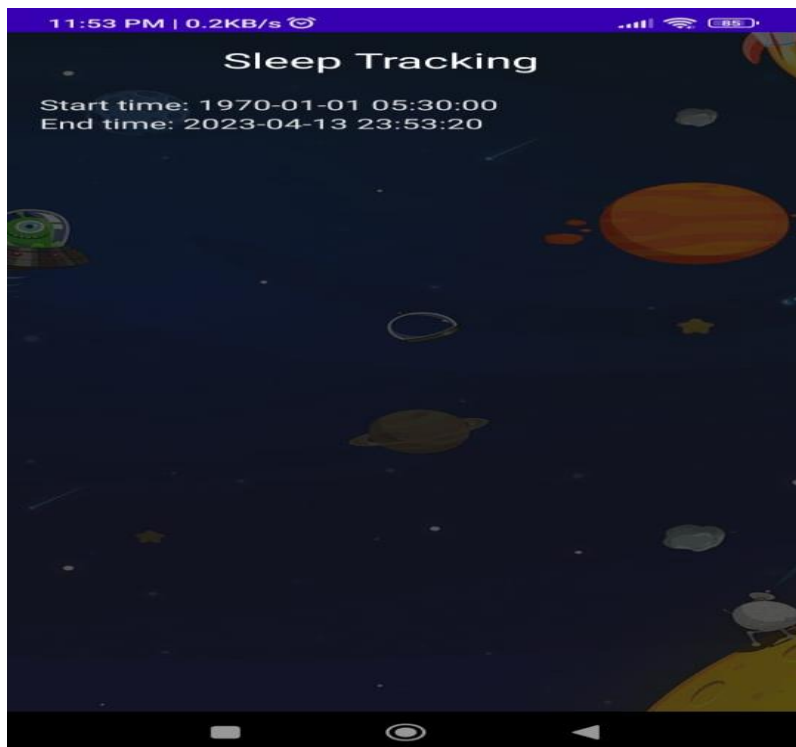 11:53 PM | 0.2KB/s
85
Sleep Tracking
Start time: 1970-01-01 05:30:00
End time: 2023-04-13 23:53:20